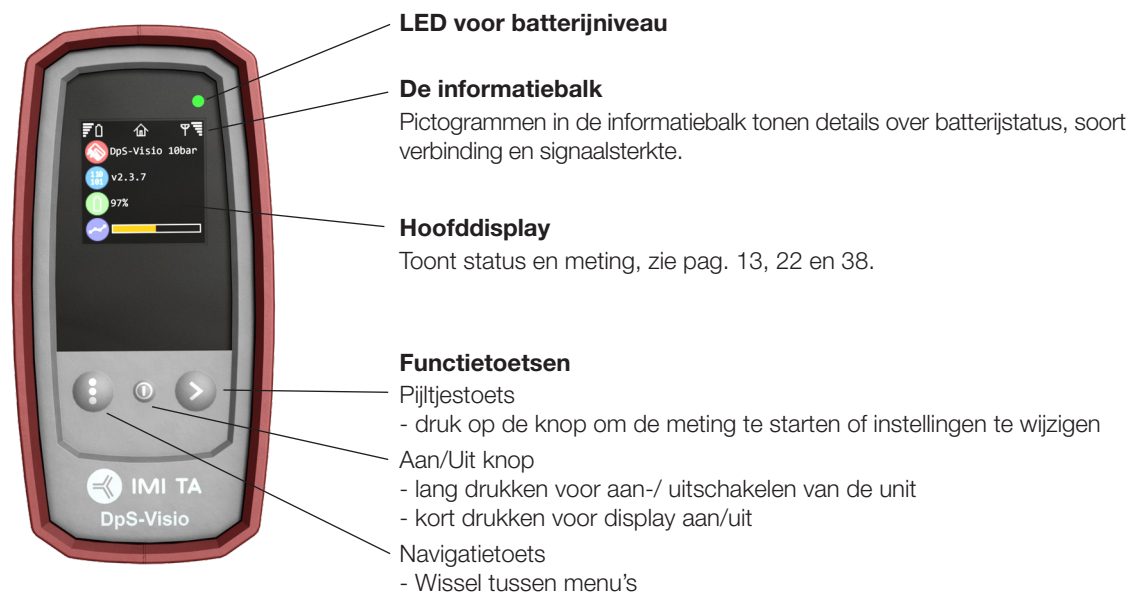 LED voor batterijniveau
De informatiebalk
Pictogrammen in de informatiebalk tonen details over batterijstatus, soort
verbinding en signaalsterkte.
Hoofddisplay
Toont status en meting, zie pag. 13, 22 en 38.
Functietoetsen
Pijltjestoets
- druk op de knop om de meting te starten of instellingen te wijzigen
Aan/Uit knop
- lang drukken voor aan-/ uitschakelen van de unit
- kort drukken voor display aan/uit
Navigatietoets
- Wissel tussen menu’s
DpS-Visio 10bar
110
101
v2.3.7
97%
IMI TA
DpS-Visio